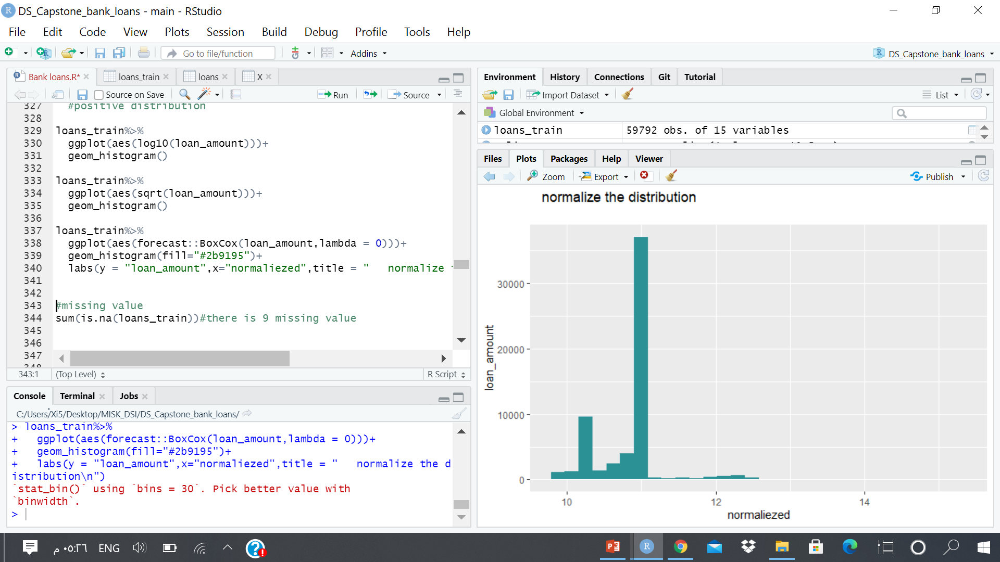 DS_Capstone_bank_loans - main - RStudio
File Edit Code View Plots Session Build Debug Profile Tools Help
Go to file/function Addins DS_Capstone_bank_loans
Bank loans.R* loans_train loans X
Source on Save Run Source
327 #positive distribution
328
329 loans_train%>%
330 ggplot(aes(log10(loan_amount)))+
331 geom_histogram()
332
333 loans_train%>%
334 ggplot(aes(sqrt(loan_amount)))+
335 geom_histogram()
336
337 loans_train%>%
338 ggplot(aes(forecast::BoxCox(loan_amount,lambda = 0)))+
339 geom_histogram(fill="#2b9195")+
340 labs(y = "loan_amount",x="normaliezed",title = "   normalize
341
342
343 #missing value
344 sum(is.na(loans_train))#there is 9 missing value
345
346
347
348
343:1 (Top Level) R Script
Console Terminal Jobs
C:/Users/Xi5/Desktop/MISK_DSI/DS_Capstone_bank_loans/
> loans_train%>%
+   ggplot(aes(forecast::BoxCox(loan_amount,lambda = 0)))+
+   geom_histogram(fill="#2b9195")+
+   labs(y = "loan_amount",x="normaliezed",title = "   normalize the d
istribution\n")
`stat_bin()` using `bins = 30`. Pick better value with
`binwidth`.
>
Environment History Connections Git Tutorial
Import Dataset List
Global Environment
loans_train 59792 obs. of 15 variables
Files Plots Packages Help Viewer
Zoom Export Publish
normalize the distribution
loan_amount
30000
20000
10000
0
10 12 14
normaliezed
٠٥:٢٦ م ENG